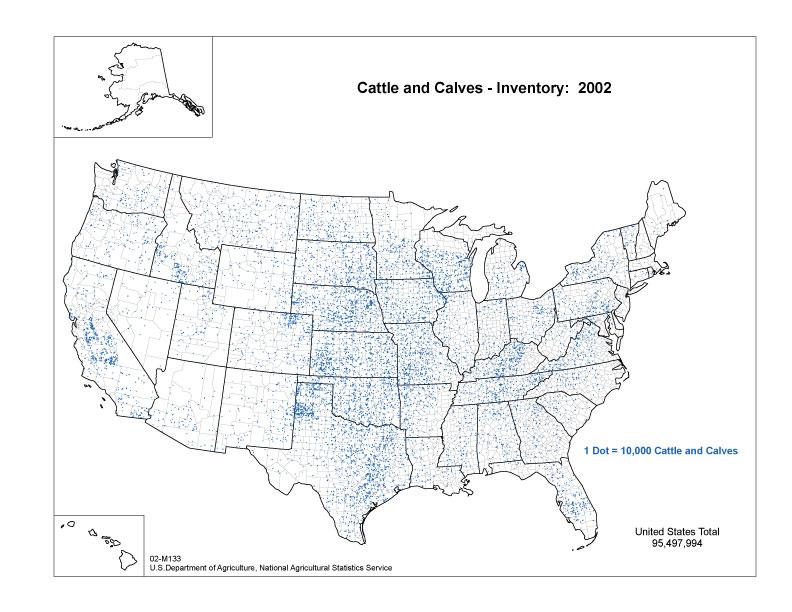 Cattle and Calves - Inventory: 2002
1 Dot = 10,000 Cattle and Calves
United States Total
95,497,994
02-M133
U.S.Department of Agriculture, National Agricultural Statistics Service